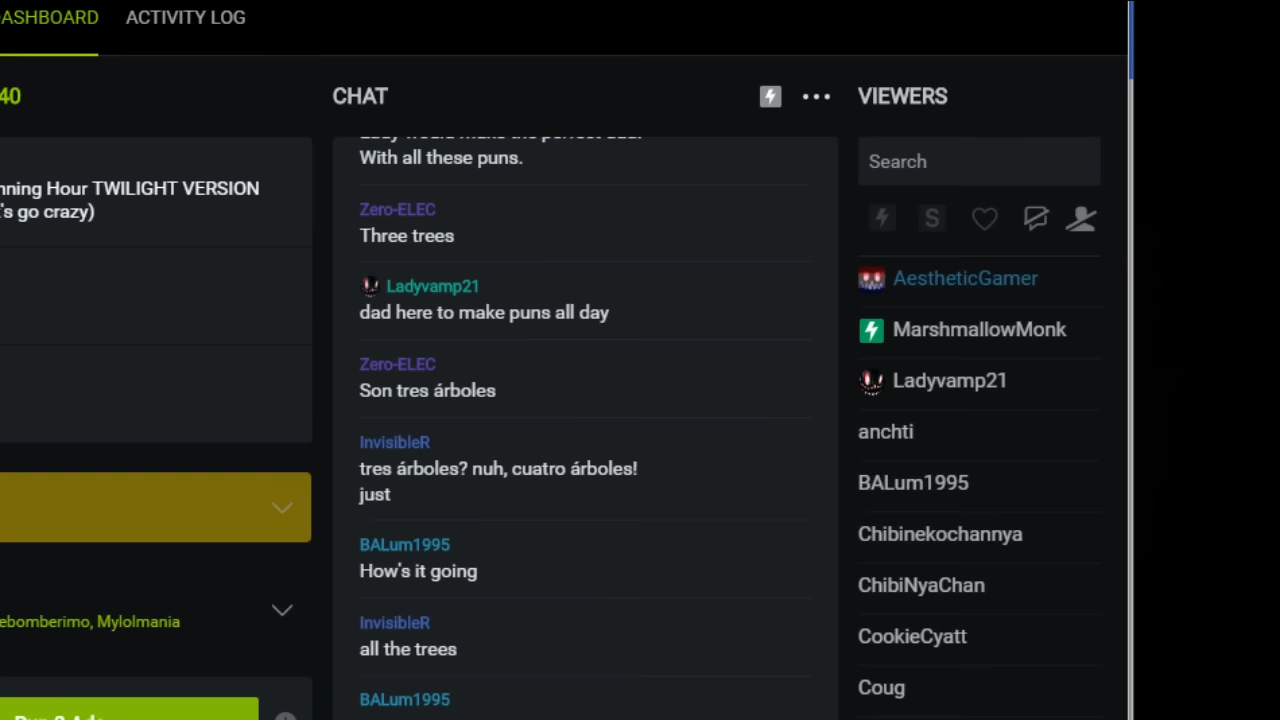 DASHBOARD
ACTIVITY LOG
40
nning Hour TWILIGHT VERSION
's go crazy)
ebomberimo, Mylolmania
CHAT
With all these puns.
Zero-ELEC
Three trees
Ladyvamp21
dad here to make puns all day
Zero-ELEC
Son tres árboles
InvisibleR
tres árboles? nuh, cuatro árboles!
just
BALum1995
How's it going
InvisibleR
all the trees
BALum1995
VIEWERS
Search
S
AestheticGamer
MarshmallowMonk
Ladyvamp21
anchti
BALum1995
Chibinekochannya
ChibiNyaChan
CookieCyatt
Coug